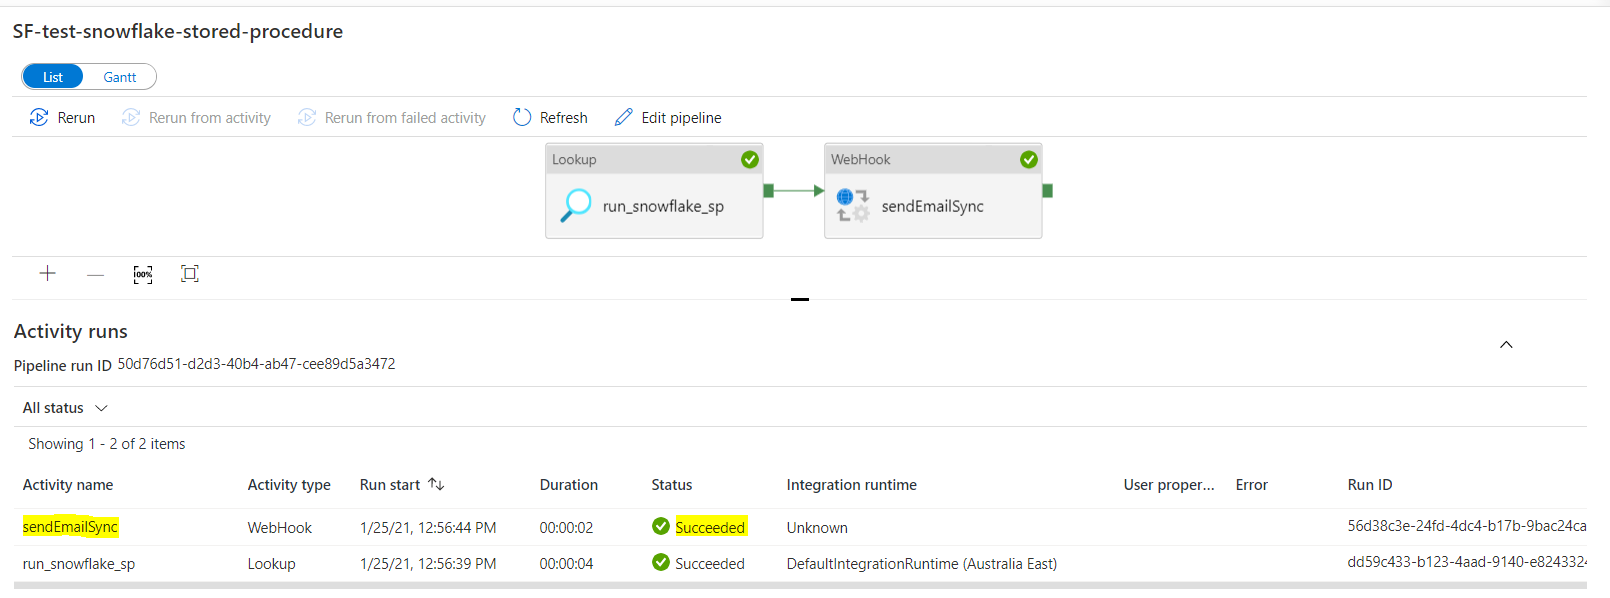 SF-test-snowflake-stored-procedure
List Gantt
Rerun Rerun from activity Rerun from failed activity Refresh Edit pipeline
Lookup WebHook
run_snowflake_sp sendEmailSync
100%
Activity runs
Pipeline run ID 50d76d51-d2d3-40b4-ab47-cee89d5a3472
All status
Showing 1 - 2 of 2 items
Activity name Activity type Run start Duration Status Integration runtime User proper... Error Run ID
sendEmailSync WebHook 1/25/21, 12:56:44 PM 00:00:02 Succeeded Unknown 56d38c3e-24fd-4dc4-b17b-9bac24ca
run_snowflake_sp Lookup 1/25/21, 12:56:39 PM 00:00:04 Succeeded DefaultIntegrationRuntime (Australia East) dd59c433-b123-4aad-9140-e824332